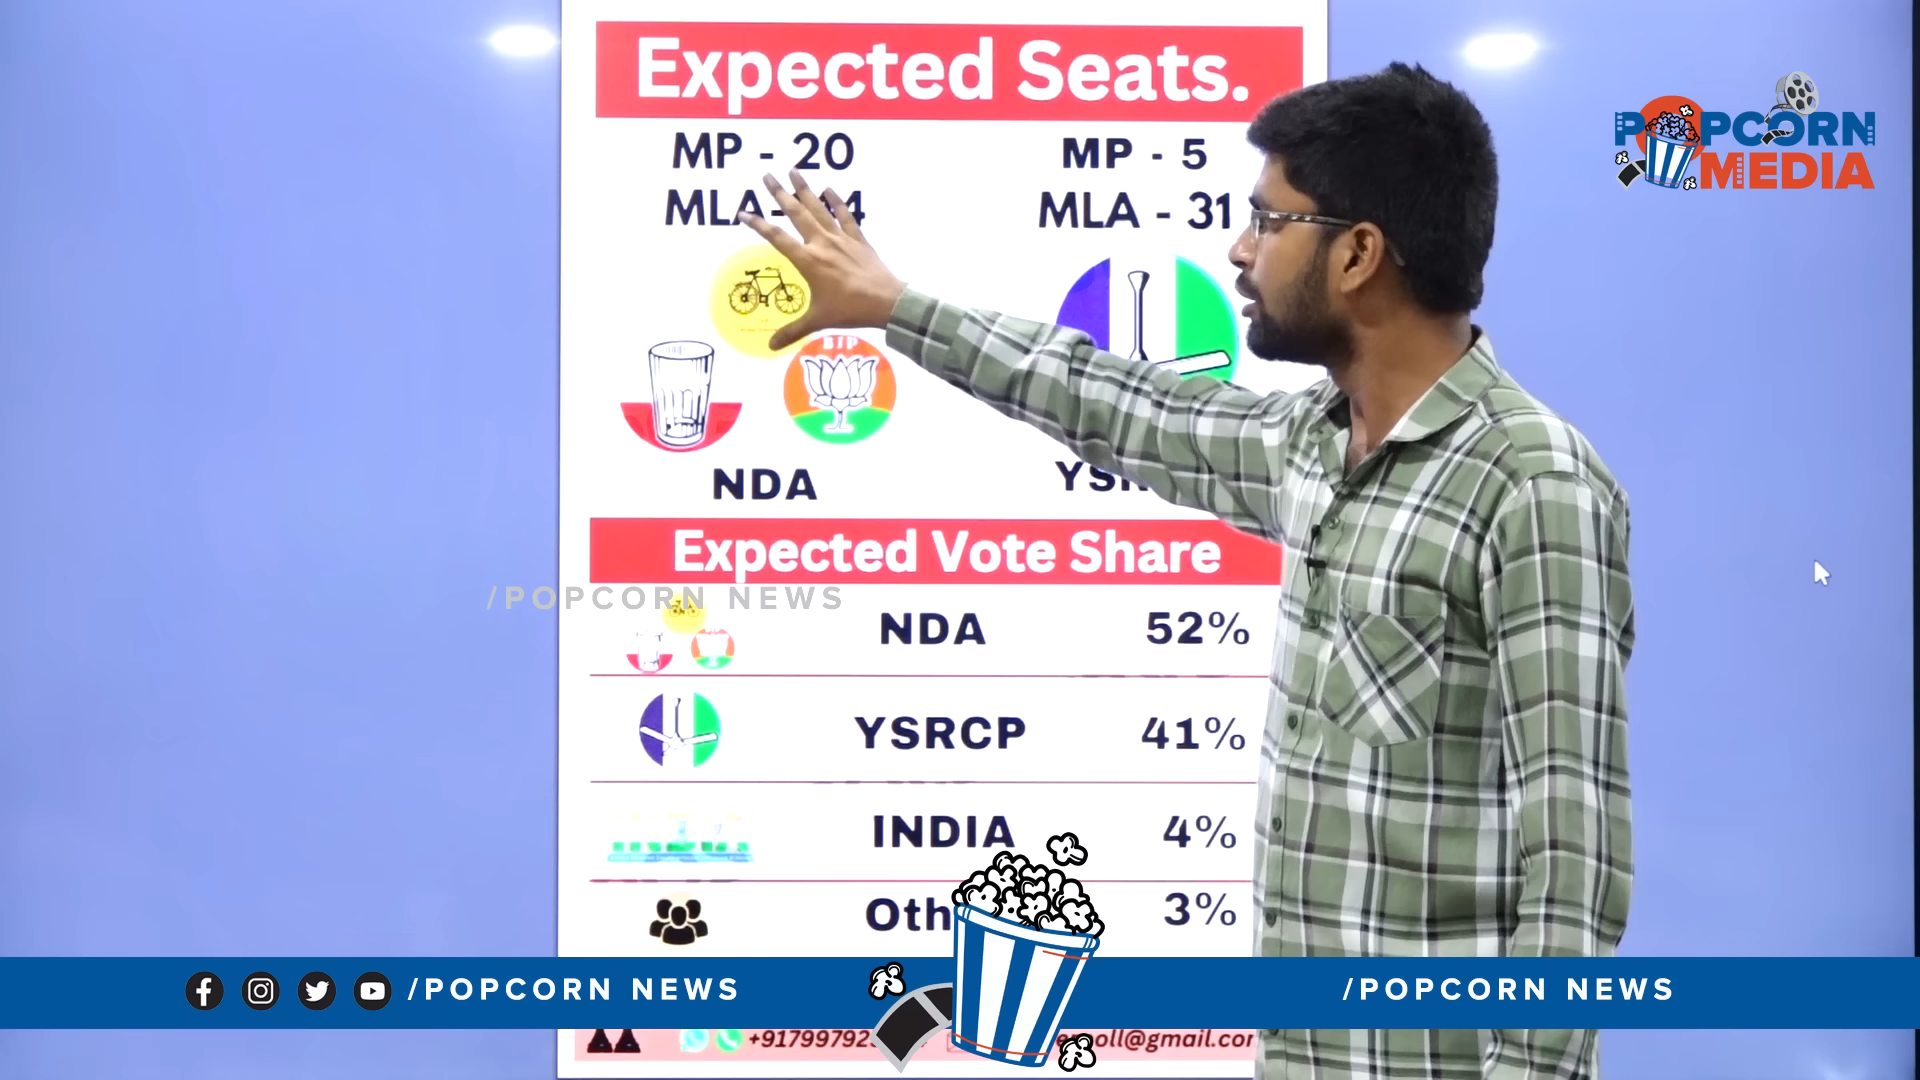 Expected Seats.
MP - 20
MP - 5
MLA -
MLA - 31
BJP
NDA
Expected Vote Share
/POPCORN NEWS
NDA 52%
YSRCP 41%
INDIA 4%
3%
POPCORN
MEDIA
/POPCORN NEWS
/POPCORN NEWS